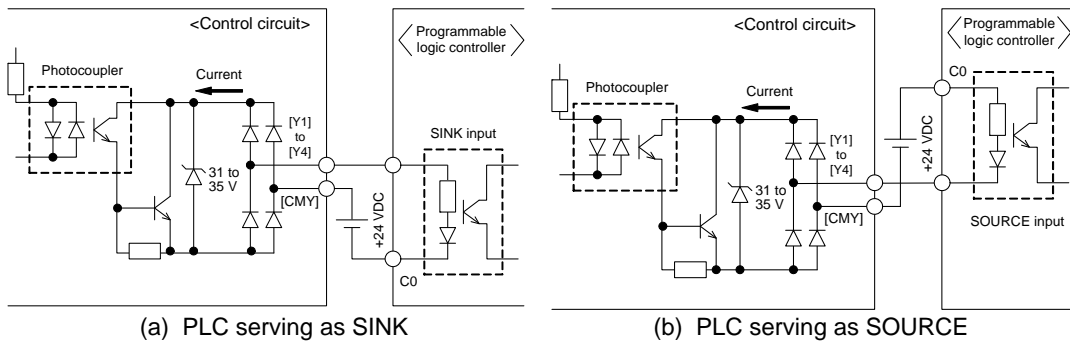 <Control circuit>
Programmable
logic controller
Photocoupler
Current
[Y1]
to
[Y4]
SINK input
31 to
35 V
[CMY]
+24 VDC
C0
(a) PLC serving as SINK
<Control circuit>
Programmable
logic controller
C0
Photocoupler
Current
[Y1]
to
[Y4]
+24 VDC
31 to
35 V
[CMY]
SOURCE input
(b) PLC serving as SOURCE